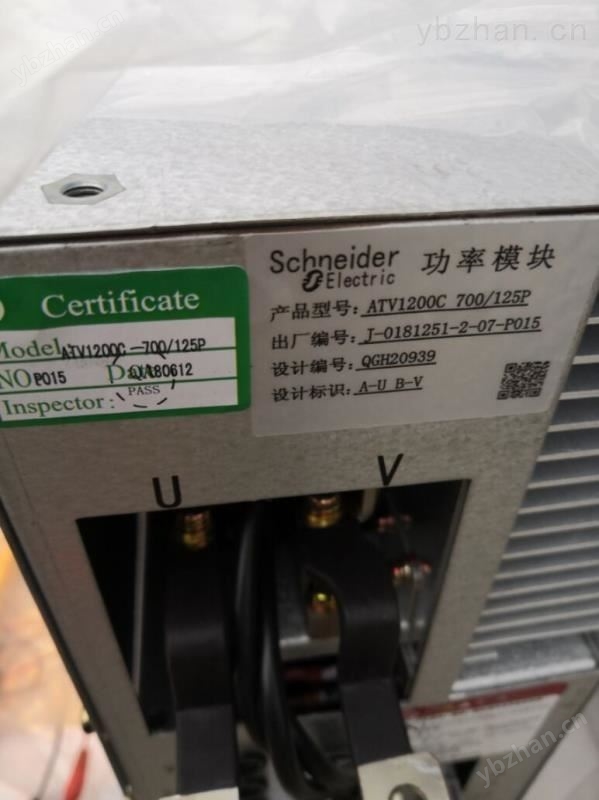 ybzhan.cn
Schneider
Electric
功率模块
产品型号: ATV1200C 700/125P
出厂编号: J-0181251-2-07-P015
设计编号: QGH20939
设计标识: A-U B-V
Certificate
Model ATV1200C-700/125P
NO P015 QA180612
PASS
Inspector:
U V
ybzhan.cn